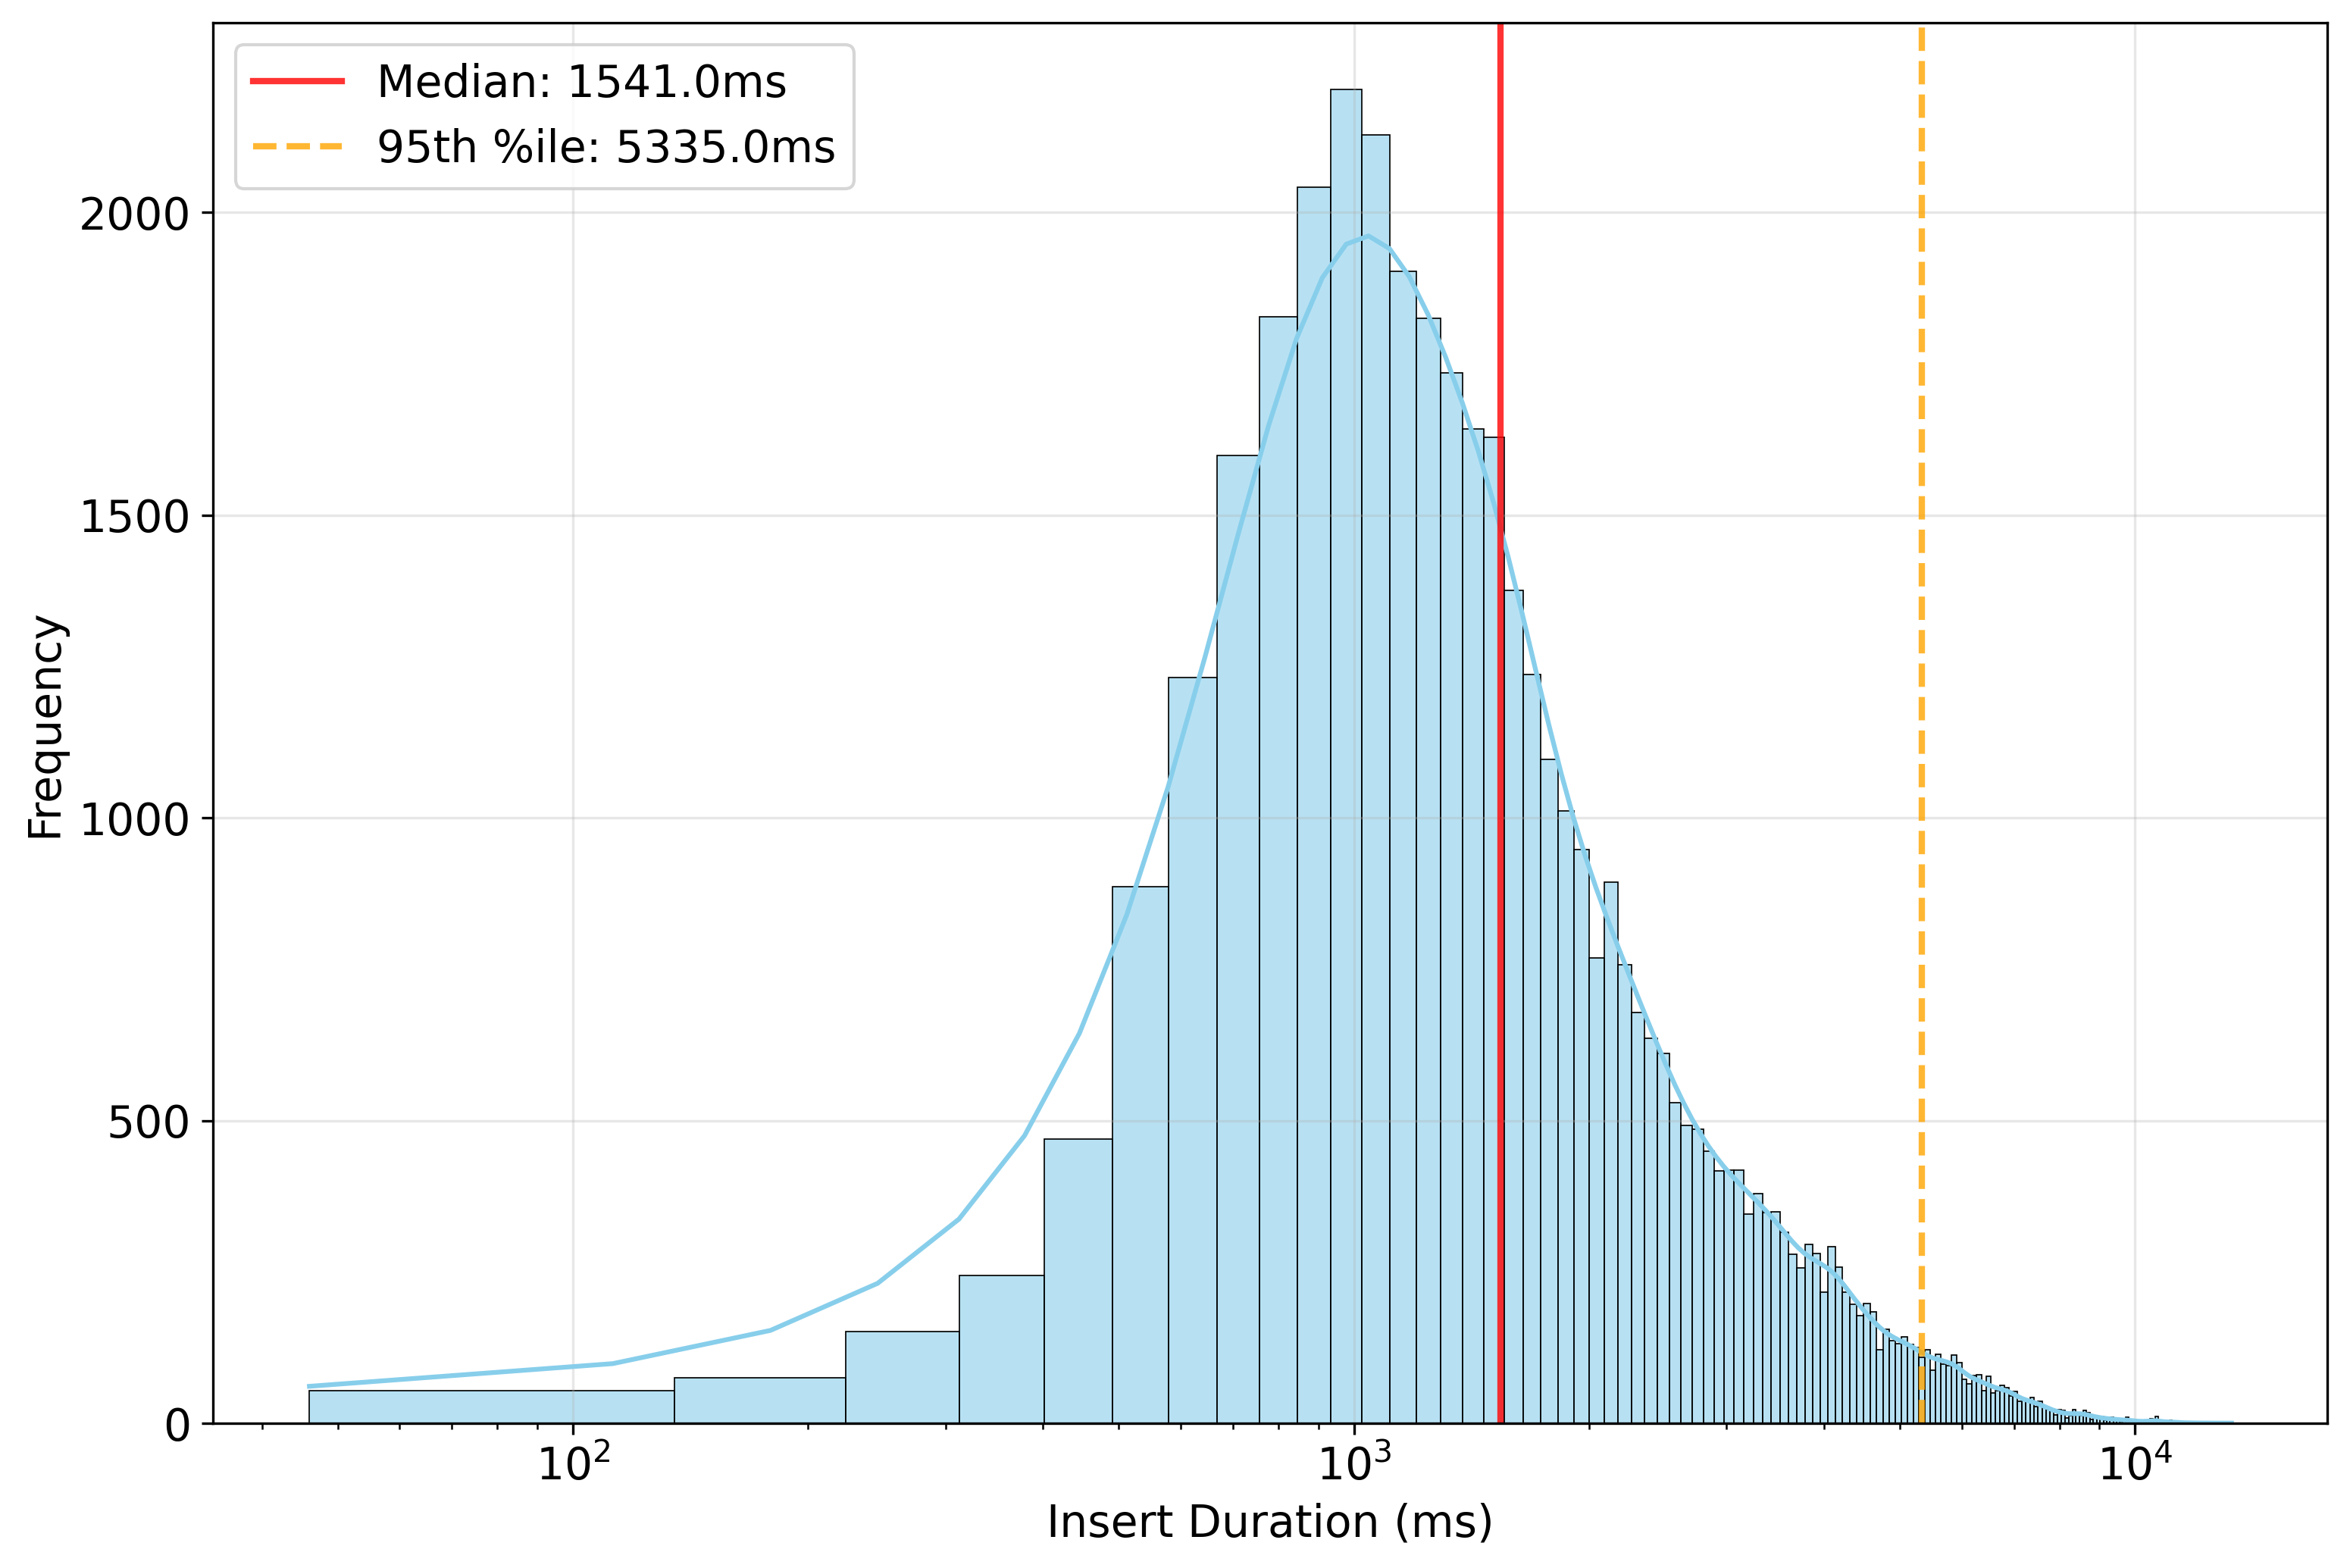 Median: 1541.0ms
95th %ile: 5335.0ms
2000
1500
1000
500
0
Frequency
10²
10³
10⁴
Insert Duration (ms)